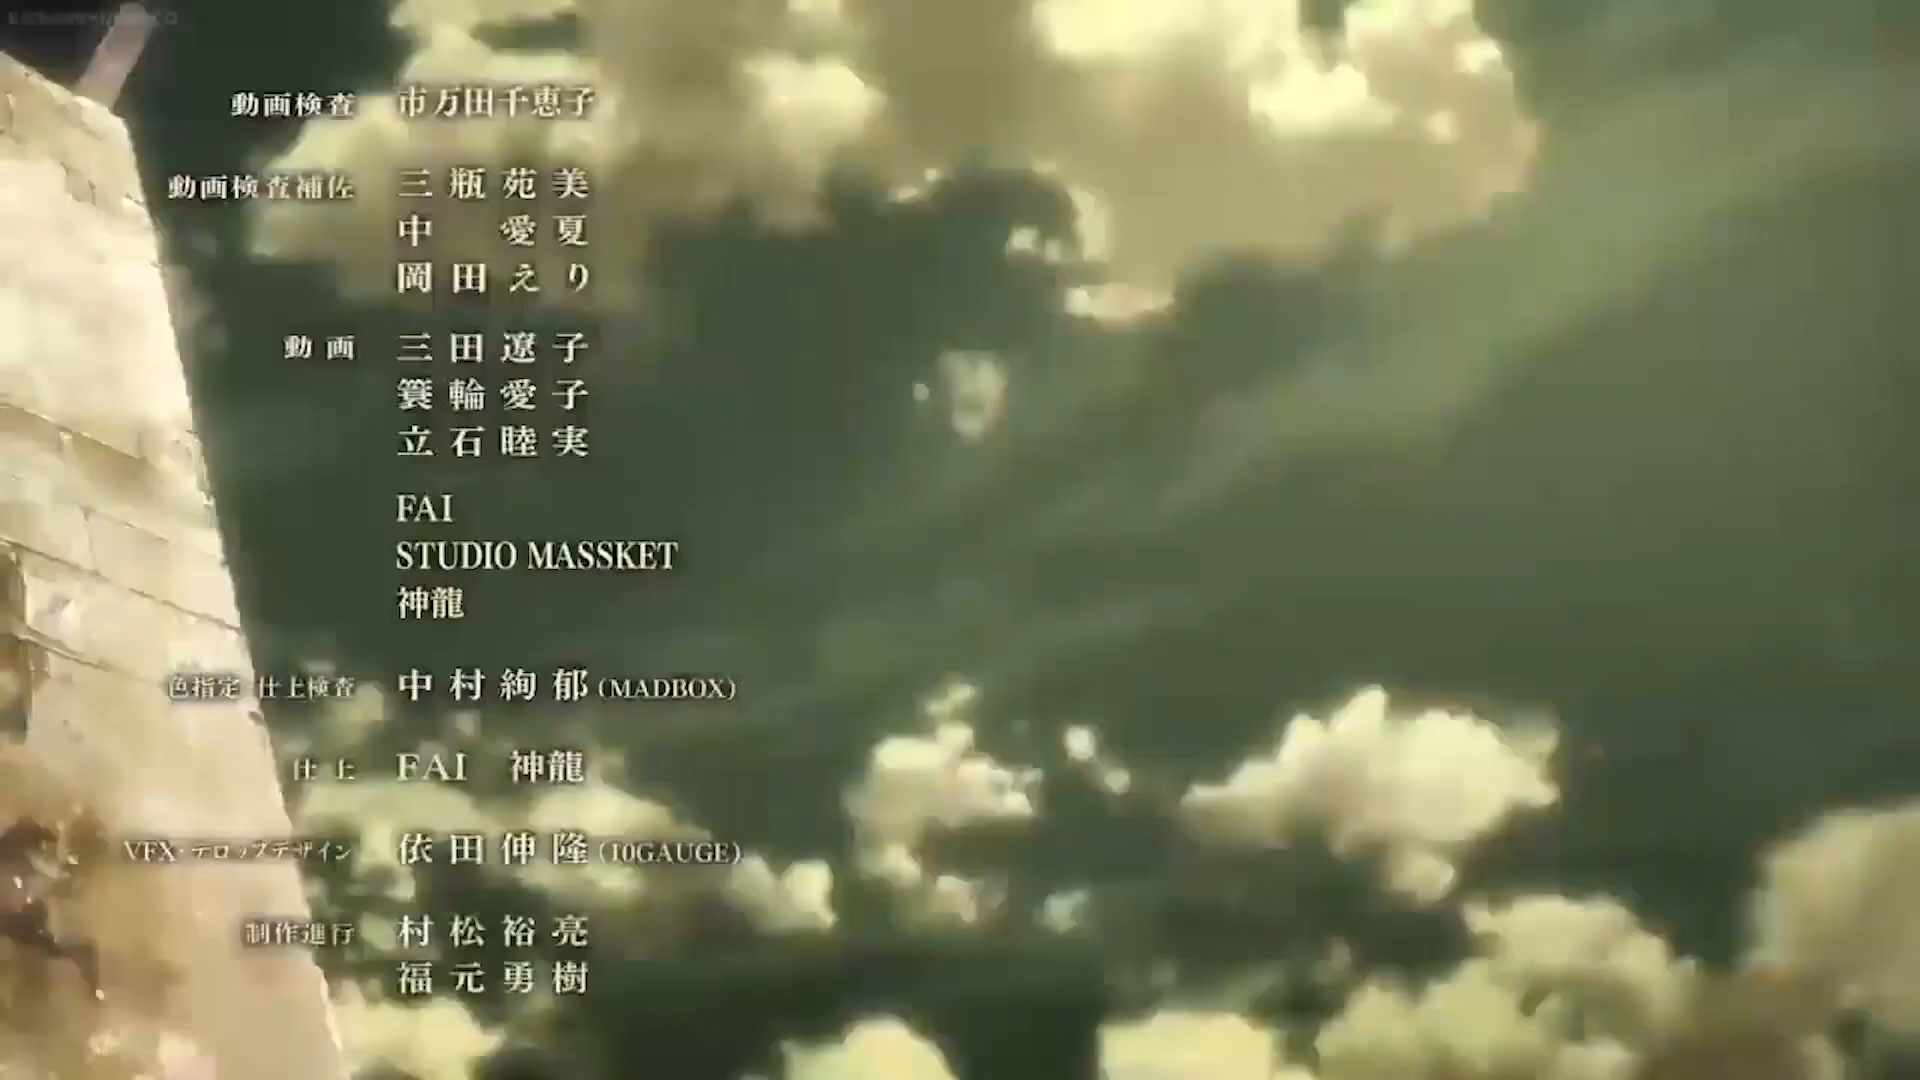 動画検査 市万田千恵子
動画検査補佐 三瓶苑美
中 愛夏
岡田えり
動画 三田遼子
簑輪愛子
立石睦実
FAI
STUDIO MASSKET
神龍
色指定 仕上検査 中村絢郁(MADBOX)
仕上 FAI 神龍
VFX・テロップデザイン 依田伸隆(10GAUGE)
制作進行 村松裕亮
福元勇樹